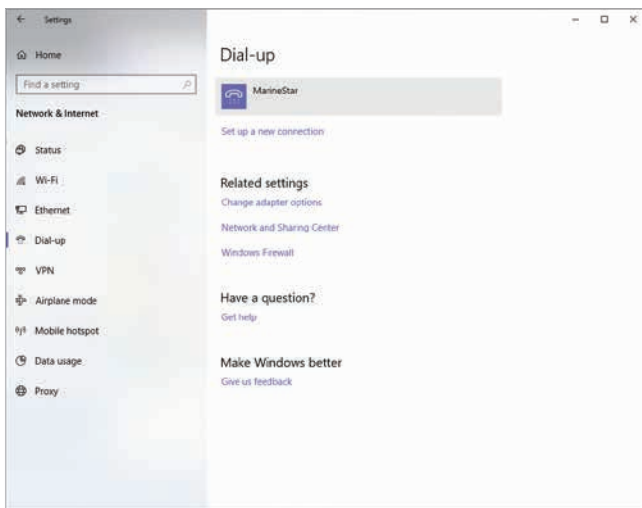 Settings
Home
Find a setting
Network & Internet
Status
Wi-Fi
Ethernet
Dial-up
VPN
Airplane mode
Mobile hotspot
Data usage
Proxy
Dial-up
MarineStar
Set up a new connection
Related settings
Change adapter options
Network and Sharing Center
Windows Firewall
Have a question?
Get help
Make Windows better
Give us feedback